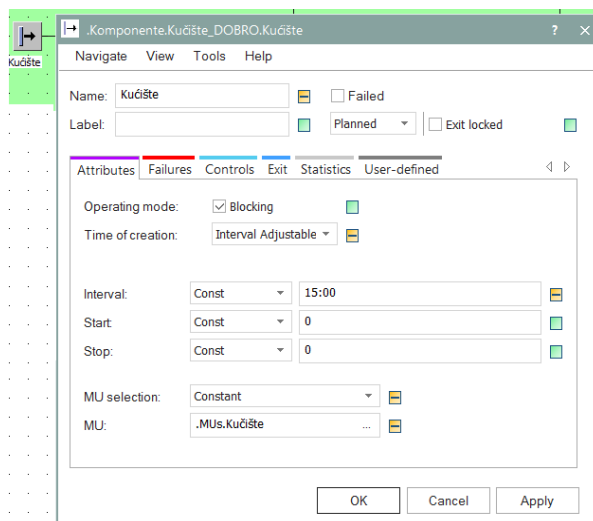 .Komponente.Kučište_DOBRO.Kućište
? ×
Kućište
Navigate View Tools Help
Name: Kućište Failed
Label: Planned Exit locked
Attributes Failures Controls Exit Statistics User-defined
Operating mode: Blocking
Time of creation: Interval Adjustable
Interval: Const 15:00
Start: Const 0
Stop: Const 0
MU selection: Constant
MU: .MUs.Kučište ...
OK Cancel Apply